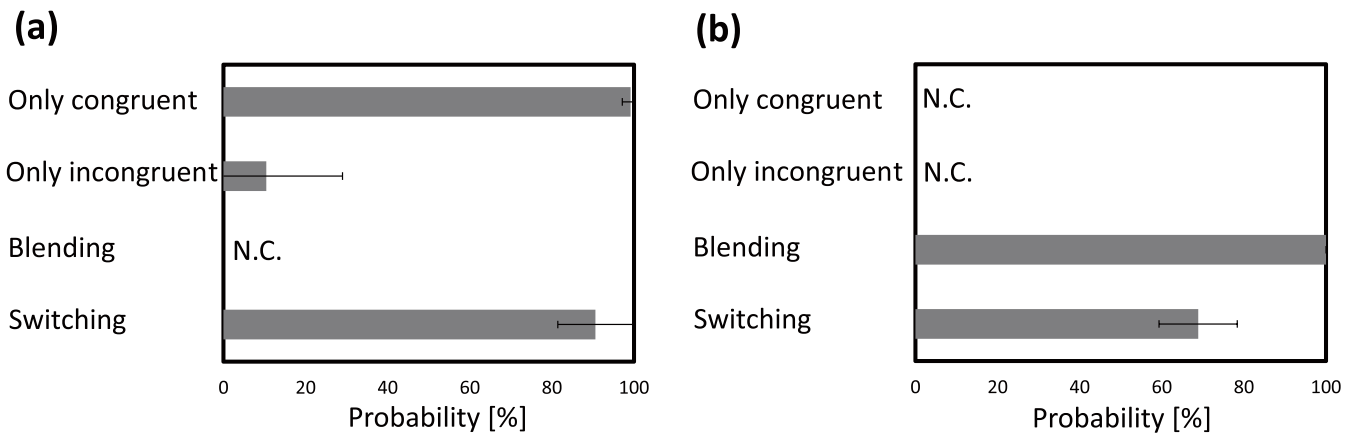 (a)
Only congruent
Only incongruent
Blending
N.C.
Switching
0 20 40 60 80 100
Probability [%]
(b)
Only congruent
N.C.
Only incongruent
N.C.
Blending
Switching
0 20 40 60 80 100
Probability [%]